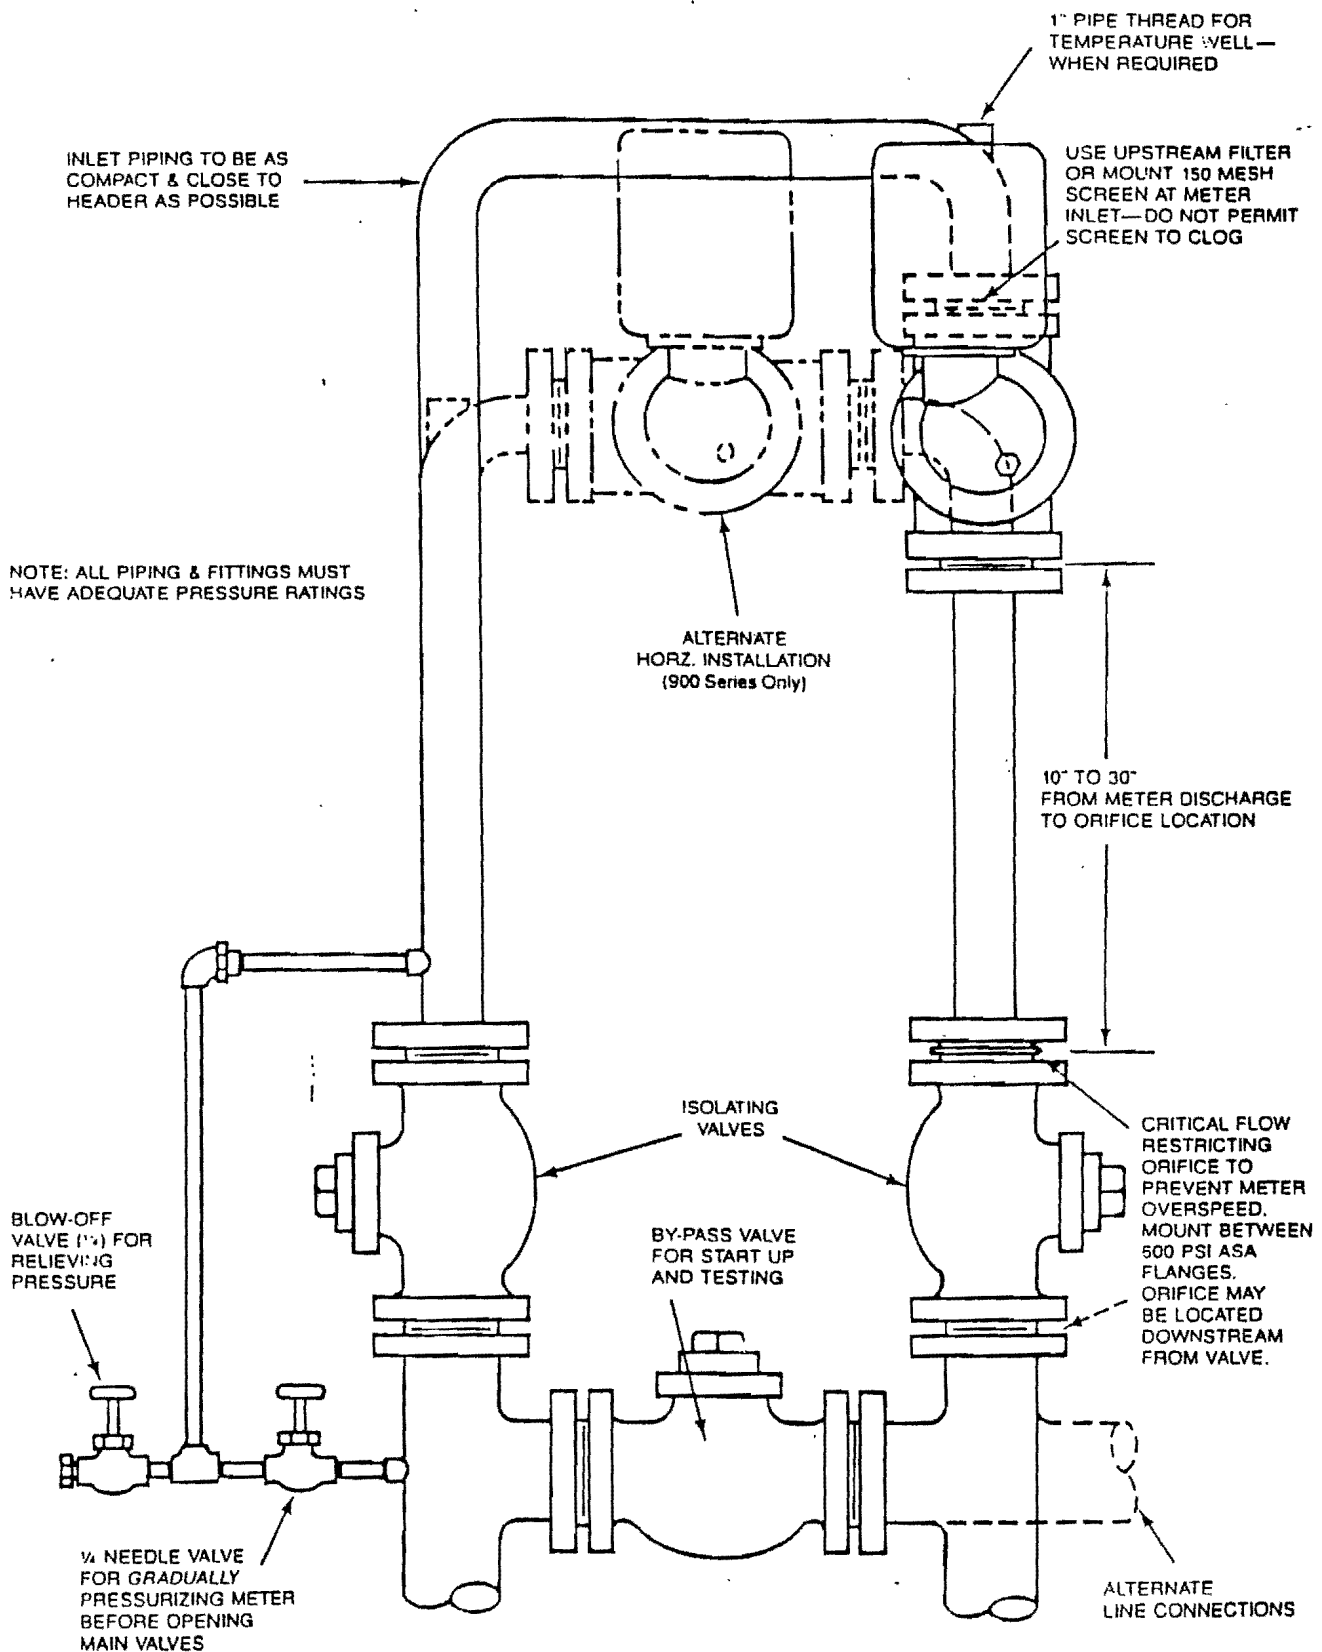 1" PIPE THREAD FOR
TEMPERATURE WELL—
WHEN REQUIRED
INLET PIPING TO BE AS
COMPACT & CLOSE TO
HEADER AS POSSIBLE
USE UPSTREAM FILTER
OR MOUNT 150 MESH
SCREEN AT METER
INLET—DO NOT PERMIT
SCREEN TO CLOG
NOTE: ALL PIPING & FITTINGS MUST
HAVE ADEQUATE PRESSURE RATINGS
ALTERNATE
HORZ. INSTALLATION
(900 Series Only)
10" TO 30"
FROM METER DISCHARGE
TO ORIFICE LOCATION
ISOLATING
VALVES
CRITICAL FLOW
RESTRICTING
ORIFICE TO
PREVENT METER
OVERSPEED.
MOUNT BETWEEN
500 PSI ASA
FLANGES.
ORIFICE MAY
BE LOCATED
DOWNSTREAM
FROM VALVE.
BLOW-OFF
VALVE FOR
RELIEVING
PRESSURE
BY-PASS VALVE
FOR START UP
AND TESTING
¼ NEEDLE VALVE
FOR GRADUALLY
PRESSURIZING METER
BEFORE OPENING
MAIN VALVES
ALTERNATE
LINE CONNECTIONS